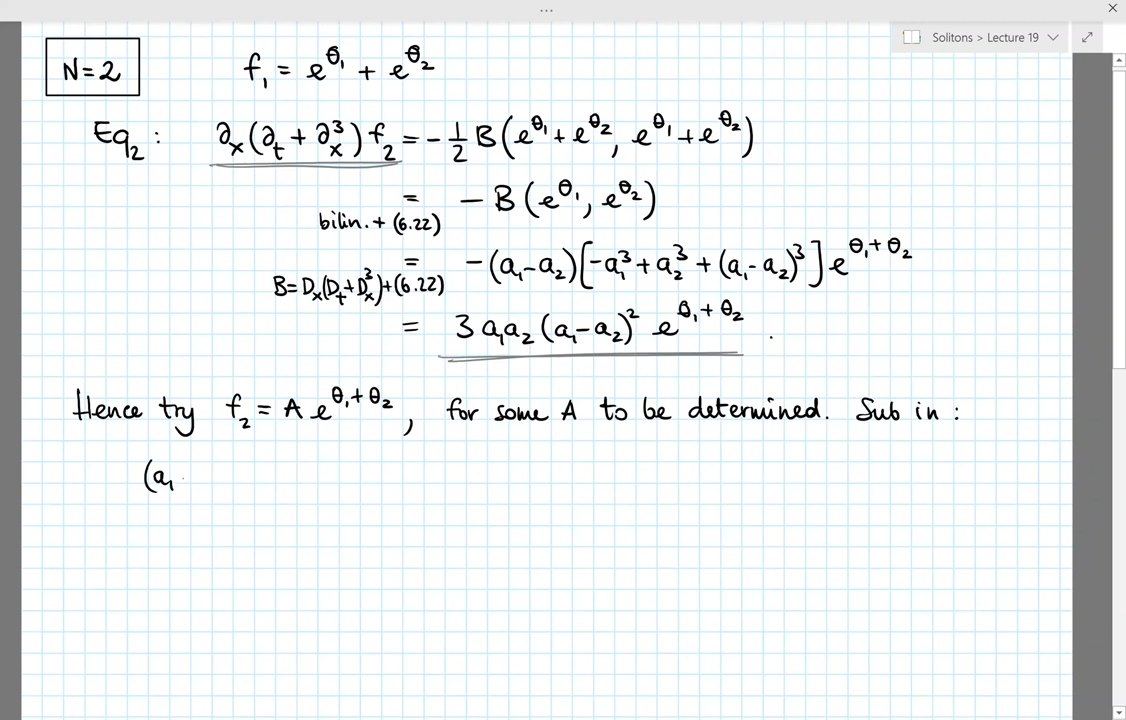 Solitons > Lecture 19
N=2 f₁ = e^θ₁ + e^θ₂
Eq₂ : ∂ₓ(∂ₜ + ∂ₓ³) f₂ = - ½ B(e^θ₁ + e^θ₂, e^θ₁ + e^θ₂)
= - B(e^θ₁, e^θ₂)
bilin. + (6.22)
= -(a₁-a₂)[-a₁³ + a₂³ + (a₁-a₂)³] e^θ₁+θ₂
B=Dₓ(Dₜ+Dₓ³)+(6.22)
= 3 a₁a₂ (a₁-a₂)² e^θ₁+θ₂ .
Hence try f₂ = A e^θ₁+θ₂ , for some A to be determined. Sub in :
(a₁